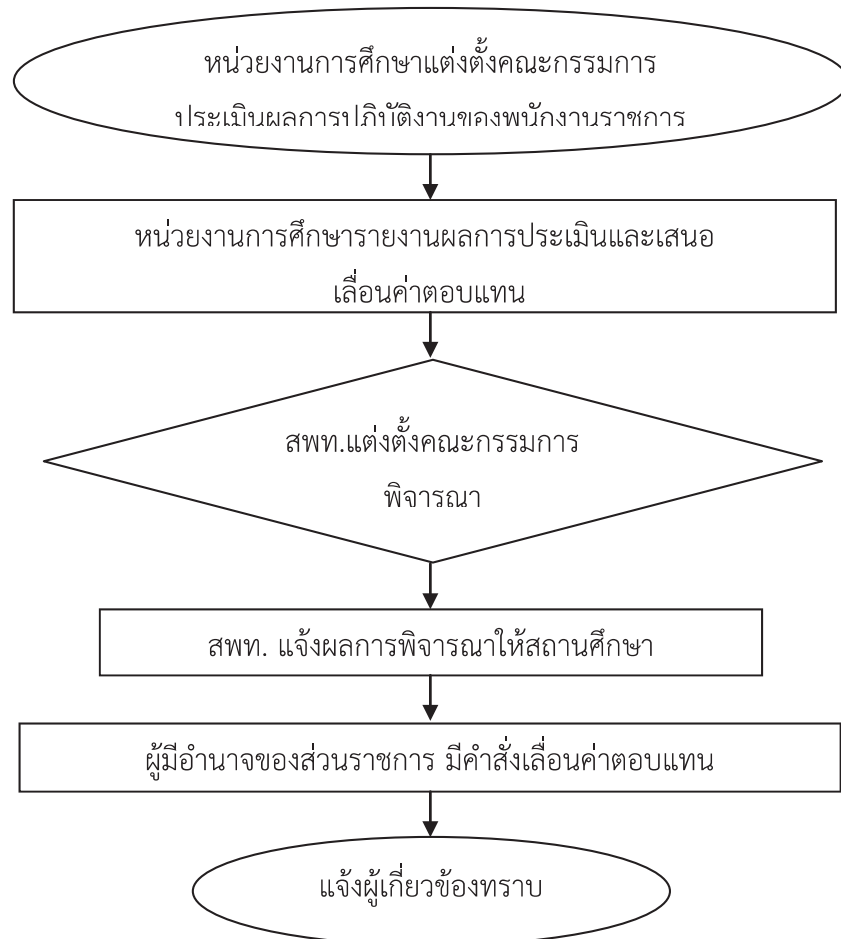 หน่วยงานการศึกษาแต่งตั้งคณะกรรมการ
ประเมินผลการปฏิบัติงานของพนักงานราชการ
หน่วยงานการศึกษารายงานผลการประเมินและเสนอ
เลื่อนค่าตอบแทน
สพท.แต่งตั้งคณะกรรมการ
พิจารณา
สพท. แจ้งผลการพิจารณาให้สถานศึกษา
ผู้มีอำนาจของส่วนราชการ มีคำสั่งเลื่อนค่าตอบแทน
แจ้งผู้เกี่ยวข้องทราบ